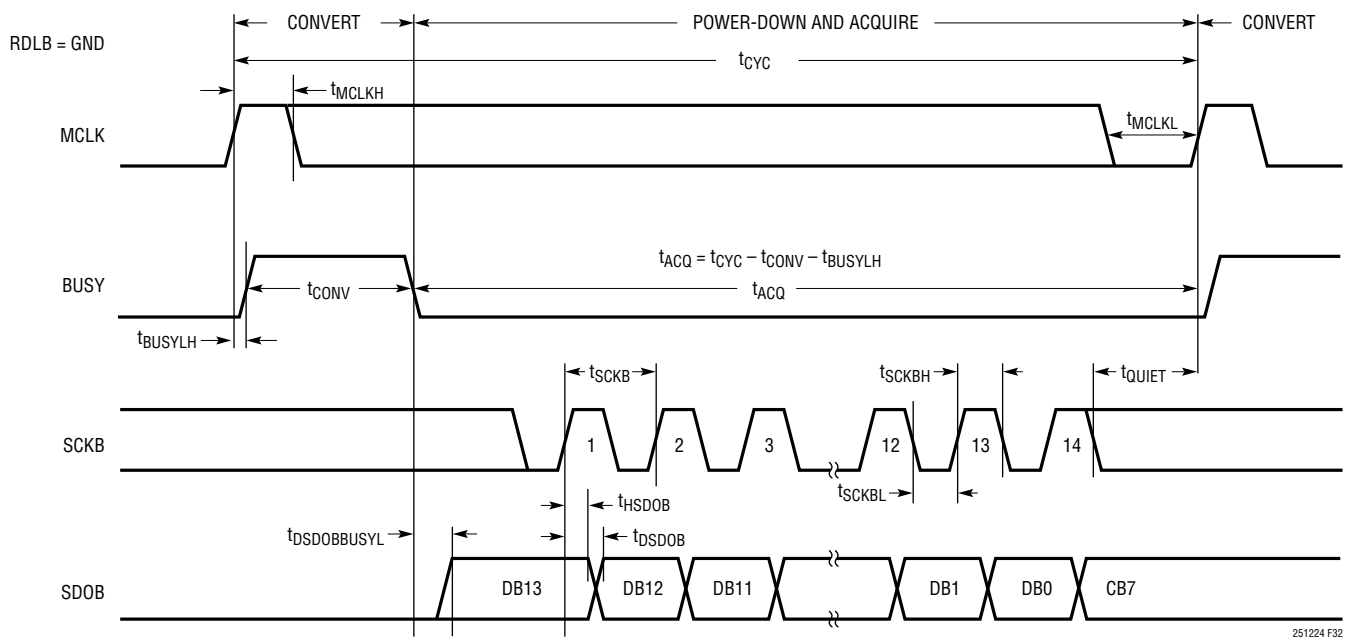 CONVERT
POWER-DOWN AND ACQUIRE
CONVERT
RDLB = GND
tCYC
tMCLKH
MCLK
tMCLKL
tACQ = tCYC – tCONV – tBUSYLH
BUSY
tCONV
tACQ
tBUSYLH
tSCKB
tSCKBH
tQUIET
SCKB
1
2
3
12
13
14
tSCKBL
tHSDOB
tDSDOBBUSYL
tDSDOB
SDOB
DB13
DB12
DB11
DB1
DB0
CB7
251224 F32